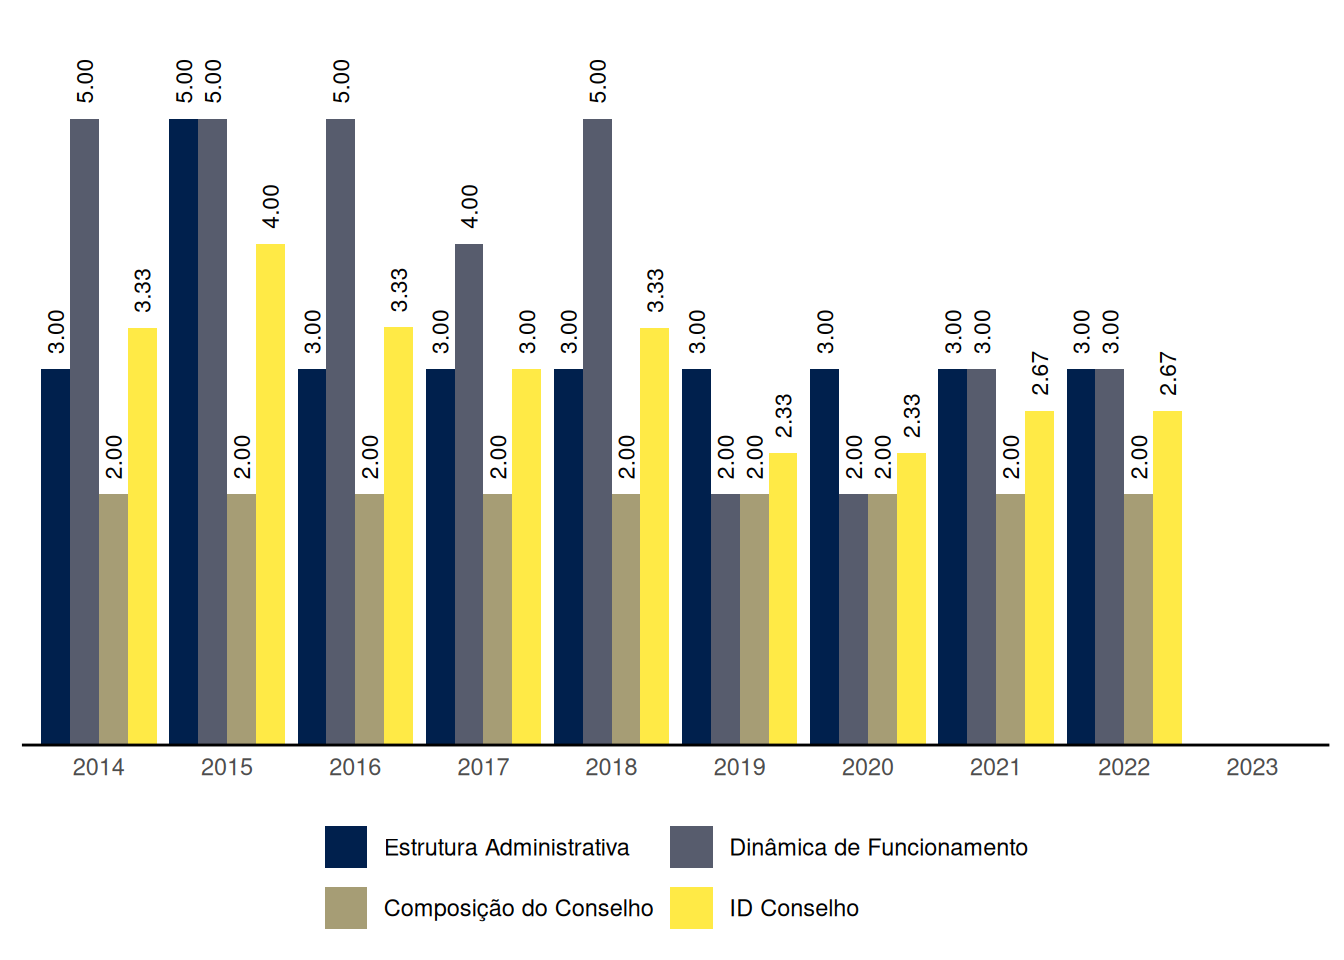 3.00 5.00 2.00 3.33 5.00 5.00 2.00 4.00 3.00 5.00 2.00 3.33 3.00 4.00 2.00 3.00 3.00 5.00 2.00 3.33 3.00 2.00 2.00 2.33 3.00 2.00 2.00 2.33 3.00 3.00 2.00 2.67 3.00 3.00 2.00 2.67
2014 2015 2016 2017 2018 2019 2020 2021 2022 2023
Estrutura Administrativa Dinâmica de Funcionamento
Composição do Conselho ID Conselho